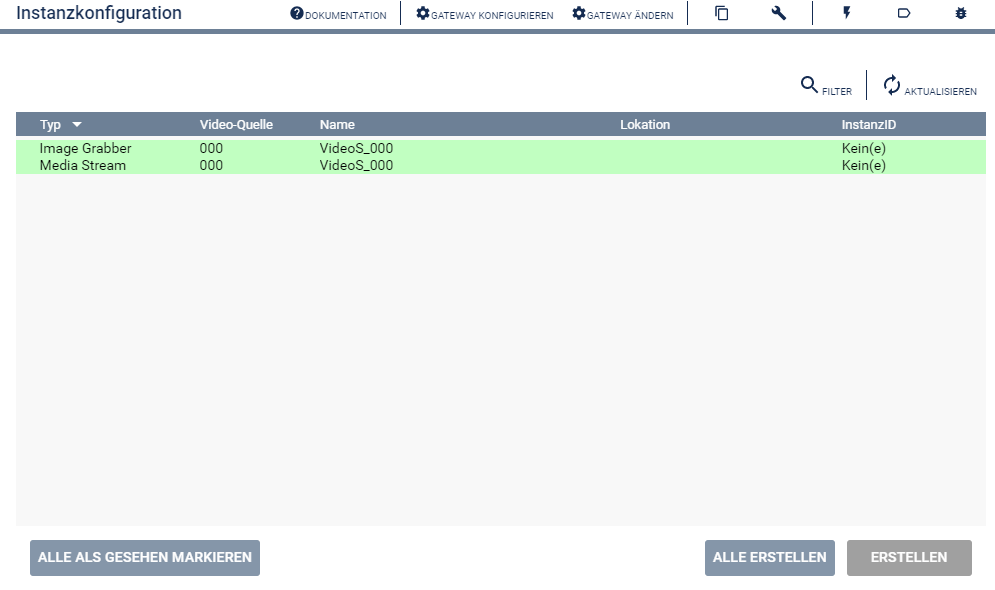 Instanzkonfiguration DOKUMENTATION GATEWAY KONFIGURIEREN GATEWAY ÄNDERN
FILTER AKTUALISIEREN
Typ Video-Quelle Name Lokation InstanzID
Image Grabber 000 VideoS_000 Kein(e)
Media Stream 000 VideoS_000 Kein(e)
ALLE ALS GESEHEN MARKIEREN ALLE ERSTELLEN ERSTELLEN